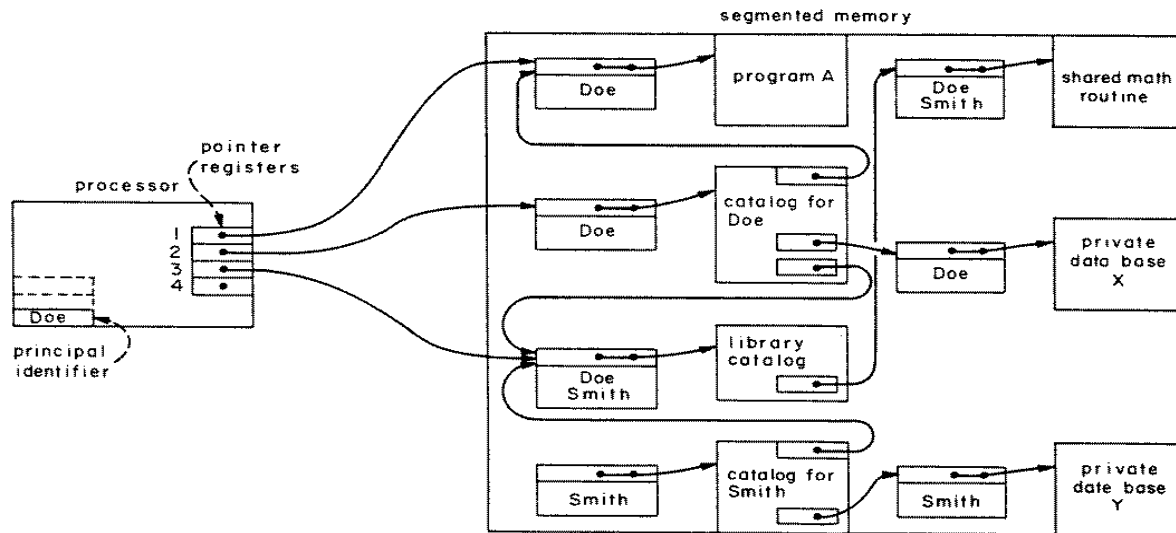 segmented memory
program A
Doe
Doe
Smith
shared math
routine
pointer
registers
processor
1
2
3
4
Doe
principal
identifier
Doe
catalog for
Doe
Doe
private
data base
X
Doe
Smith
library
catalog
Smith
catalog for
Smith
Smith
private
date base
Y